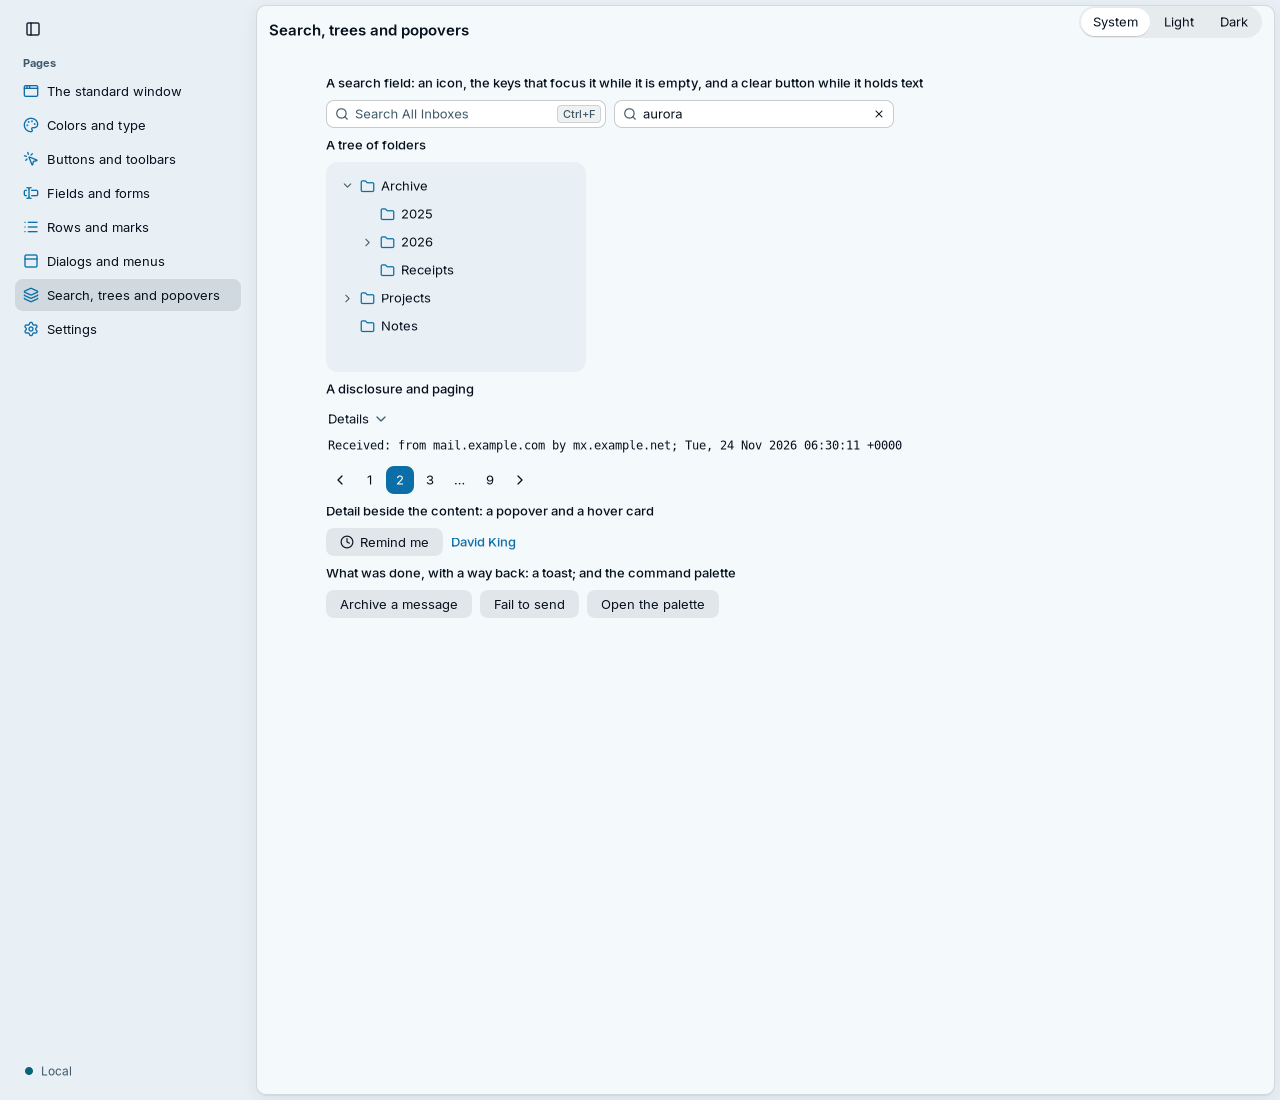 Pages
The standard window
Colors and type
Buttons and toolbars
Fields and forms
Rows and marks
Dialogs and menus
Search, trees and popovers
Settings
Local
Search, trees and popovers
System Light Dark
A search field: an icon, the keys that focus it while it is empty, and a clear button while it holds text
Search All Inboxes Ctrl+F aurora
A tree of folders
Archive
2025
2026
Receipts
Projects
Notes
A disclosure and paging
Details
Received: from mail.example.com by mx.example.net; Tue, 24 Nov 2026 06:30:11 +0000
1 2 3 … 9
Detail beside the content: a popover and a hover card
Remind me David King
What was done, with a way back: a toast; and the command palette
Archive a message Fail to send Open the palette